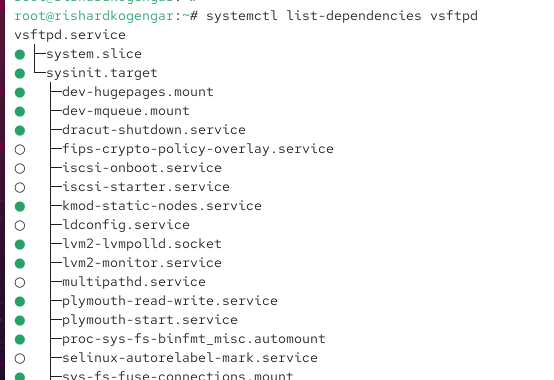 root@rishardkogengar:~# systemctl list-dependencies vsftpd
vsftpd.service
● ├─system.slice
● └─sysinit.target
●   ├─dev-hugepages.mount
●   ├─dev-mqueue.mount
●   ├─dracut-shutdown.service
○   ├─fips-crypto-policy-overlay.service
○   ├─iscsi-onboot.service
○   ├─iscsi-starter.service
●   ├─kmod-static-nodes.service
○   ├─ldconfig.service
●   ├─lvm2-lvmpolld.socket
●   ├─lvm2-monitor.service
○   ├─multipathd.service
●   ├─plymouth-read-write.service
●   ├─plymouth-start.service
●   ├─proc-sys-fs-binfmt_misc.automount
○   ├─selinux-autorelabel-mark.service
●   ├─sys-fs-fuse-connections.mount